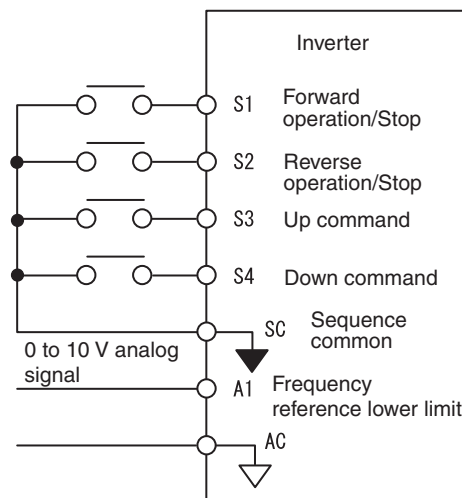 Inverter
S1 Forward
operation/Stop
S2 Reverse
operation/Stop
S3 Up command
S4 Down command
SC Sequence
common
0 to 10 V analog
signal
A1 Frequency
reference lower limit
AC